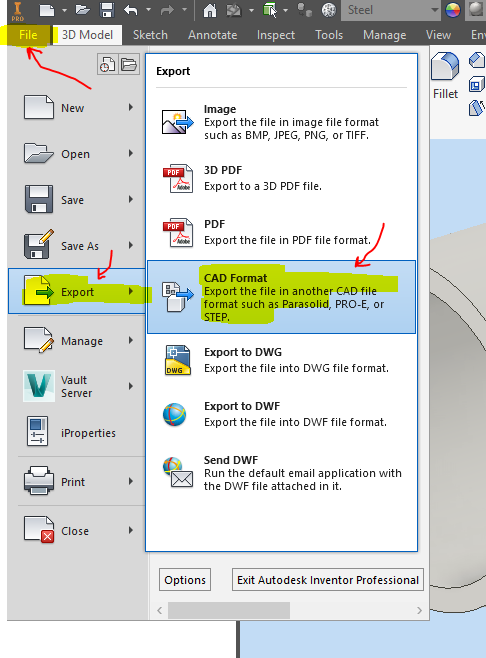 I
PRO
Steel
File
3D Model
Sketch
Annotate
Inspect
Tools
Manage
View
Fillet
Export
New
Open
Save
Save As
Export
Manage
Vault
Server
iProperties
Print
Close
Image
Export the file in image file format
such as BMP, JPEG, PNG, or TIFF.
PDF
Adobe
3D PDF
Export to a 3D PDF file.
PDF
Adobe
PDF
Export the file in PDF file format.
CAD Format
Export the file in another CAD file
format such as Parasolid, PRO-E, or
STEP.
DWG
Export to DWG
Export the file into DWG file format.
Export to DWF
Export the file into DWF file format.
Send DWF
Run the default email application with
the DWF file attached in it.
Options
Exit Autodesk Inventor Professional